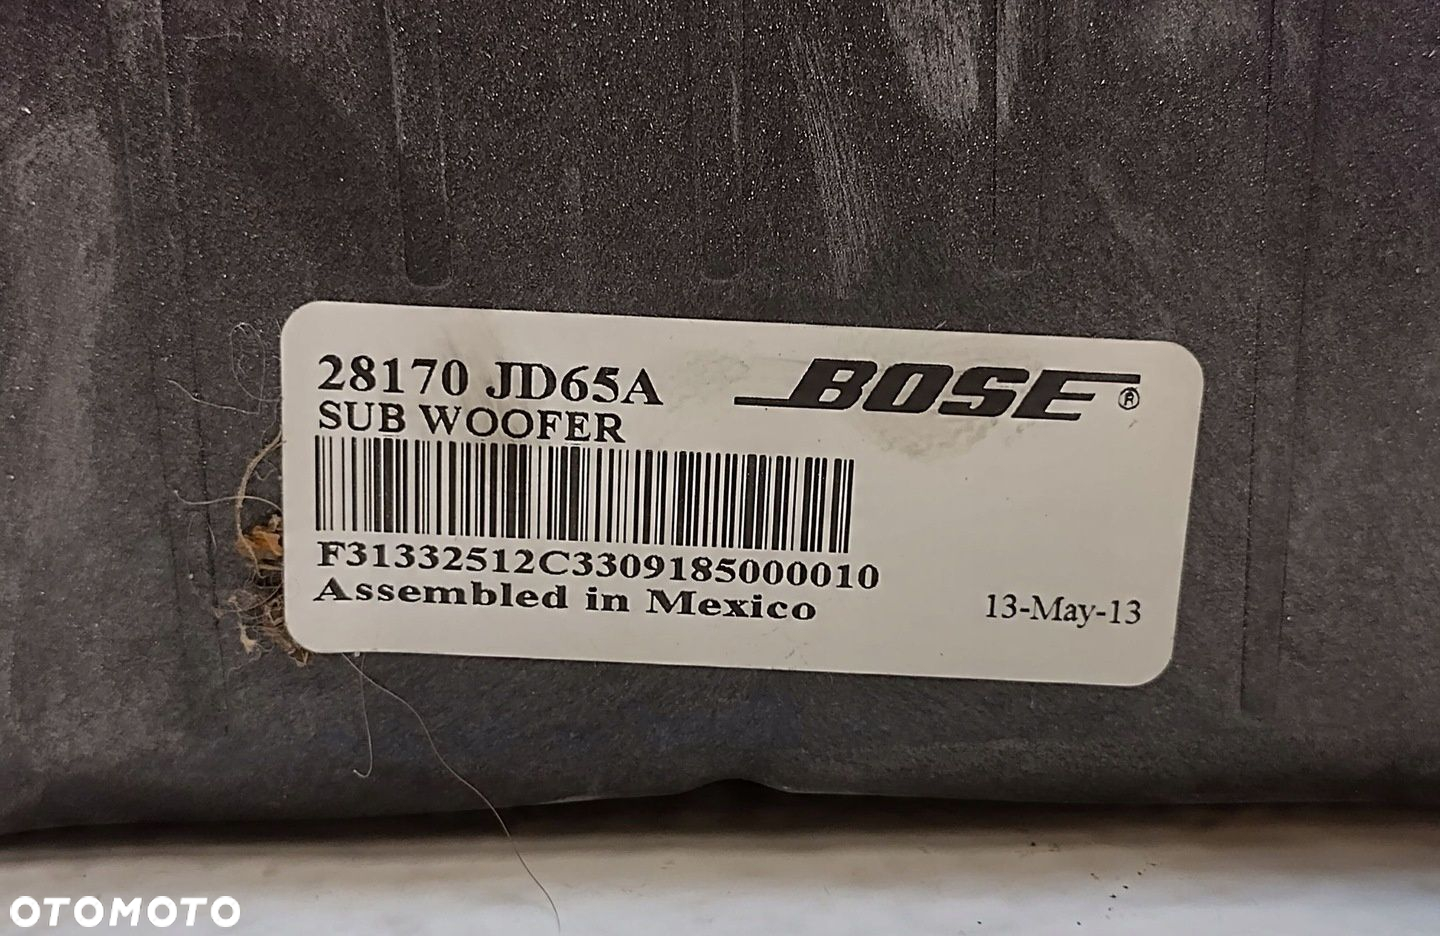 28170 JD65A
BOSE®
SUB WOOFER
F31332512C3309185000010
Assembled in Mexico
13-May-13
OTOMOTO